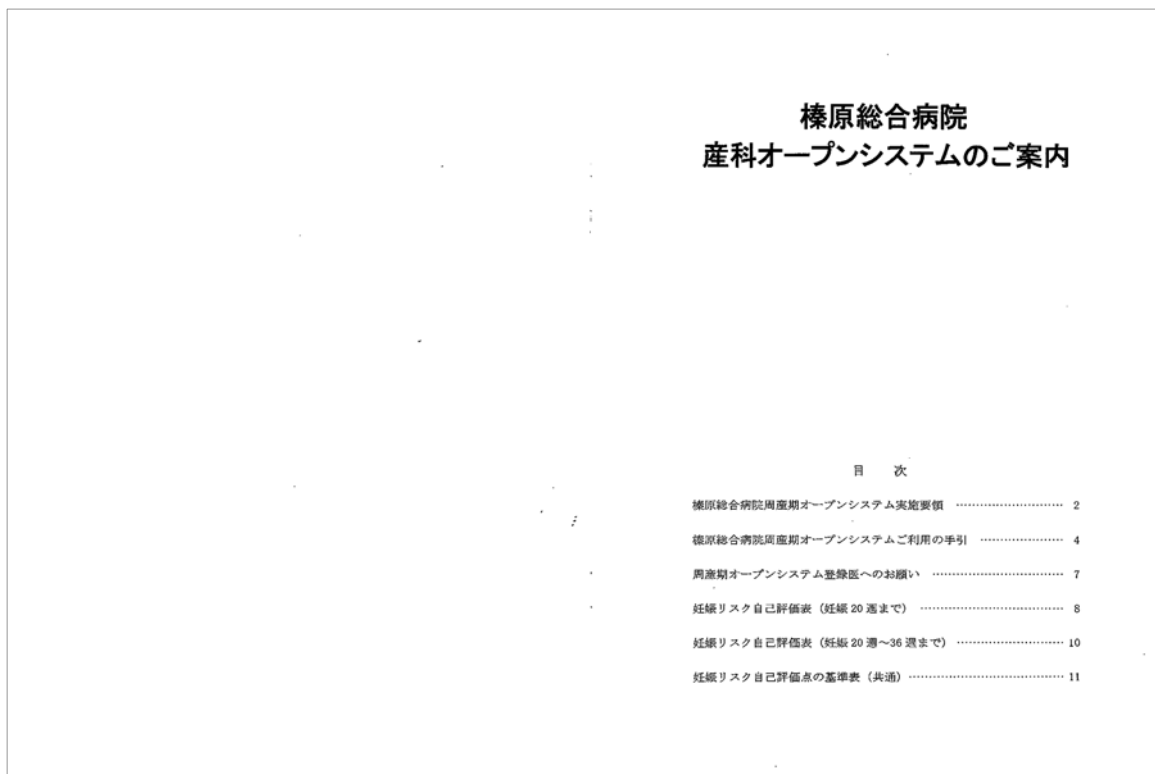 榛原総合病院
産科オープンシステムのご案内
目 次
榛原総合病院周産期オープンシステム実施要領 ………………………… 2
榛原総合病院周産期オープンシステムご利用の手引 ………………… 4
周産期オープンシステム登録医へのお願い ……………………………… 7
妊娠リスク自己評価表（妊娠 20 週まで） ………………………………… 8
妊娠リスク自己評価表（妊娠 20 週～36 週まで） ……………………… 10
妊娠リスク自己評価点の基準表（共通） ………………………………… 11